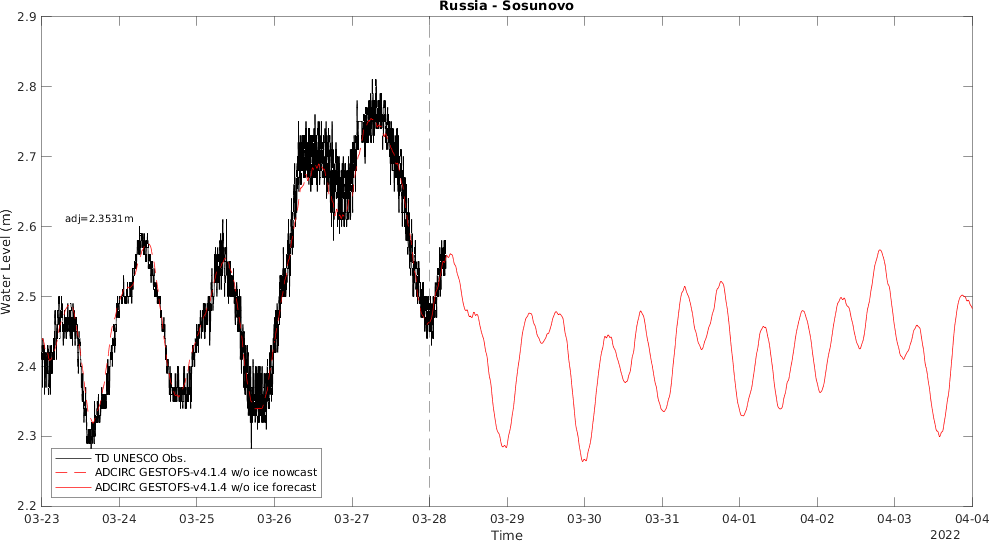 Russia - Sosunovo
2.9
2.8
2.7
2.6
2.5
2.4
2.3
2.2
Water Level (m)
adj=2.3531m
TD UNESCO Obs.
ADCIRC GESTOFS-v4.1.4 w/o ice nowcast
ADCIRC GESTOFS-v4.1.4 w/o ice forecast
03-23 03-24 03-25 03-26 03-27 03-28 03-29 03-30 03-31 04-01 04-02 04-03 04-04
Time
2022